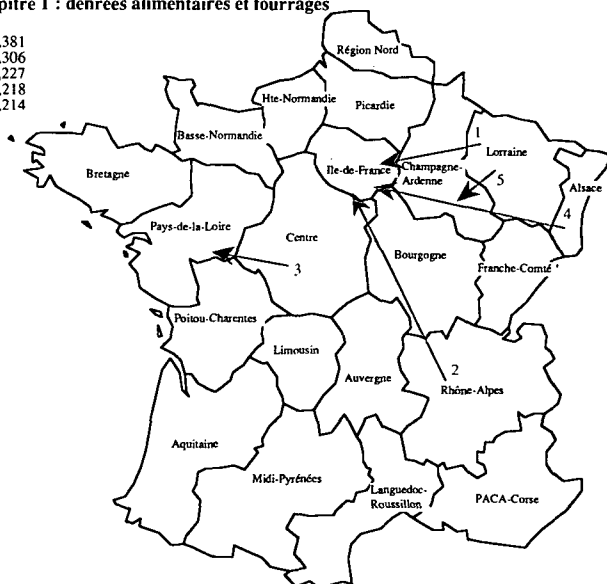 pitre 1 : denrées alimentaires et fourrages
,381
,306
,227
,218
,214
Région Nord
Hte-Normandie
Picardie
Basse-Normandie
1
Lorraine
Ile-de-France
Champagne-
Ardenne
5
Alsace
Bretagne
4
Pays-de-la-Loire
Centre
Bourgogne
Franche-Comté
3
Poitou-Charentes
Limousin
Auvergne
2
Rhône-Alpes
Aquitaine
Midi-Pyrénées
Languedoc-
Roussillon
PACA-Corse